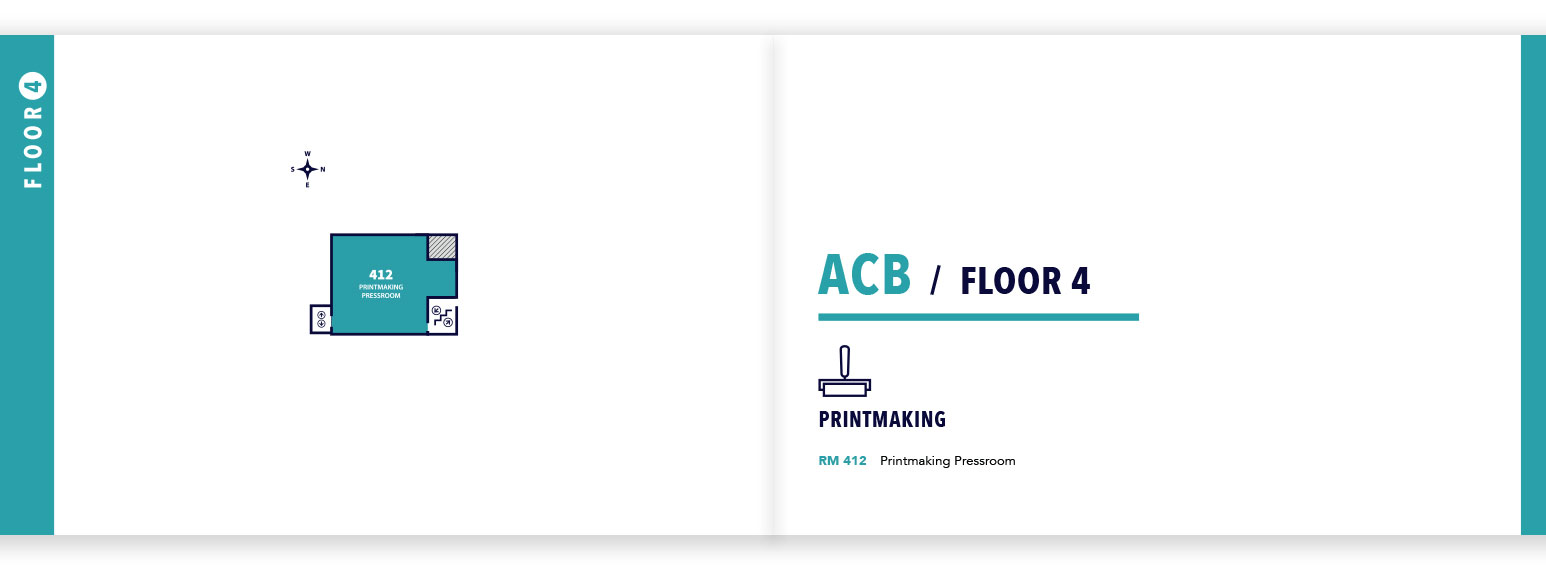 FLOOR 4
W
S N
E
412
PRINTMAKING
PRESSROOM
ACB / FLOOR 4
PRINTMAKING
RM 412 Printmaking Pressroom